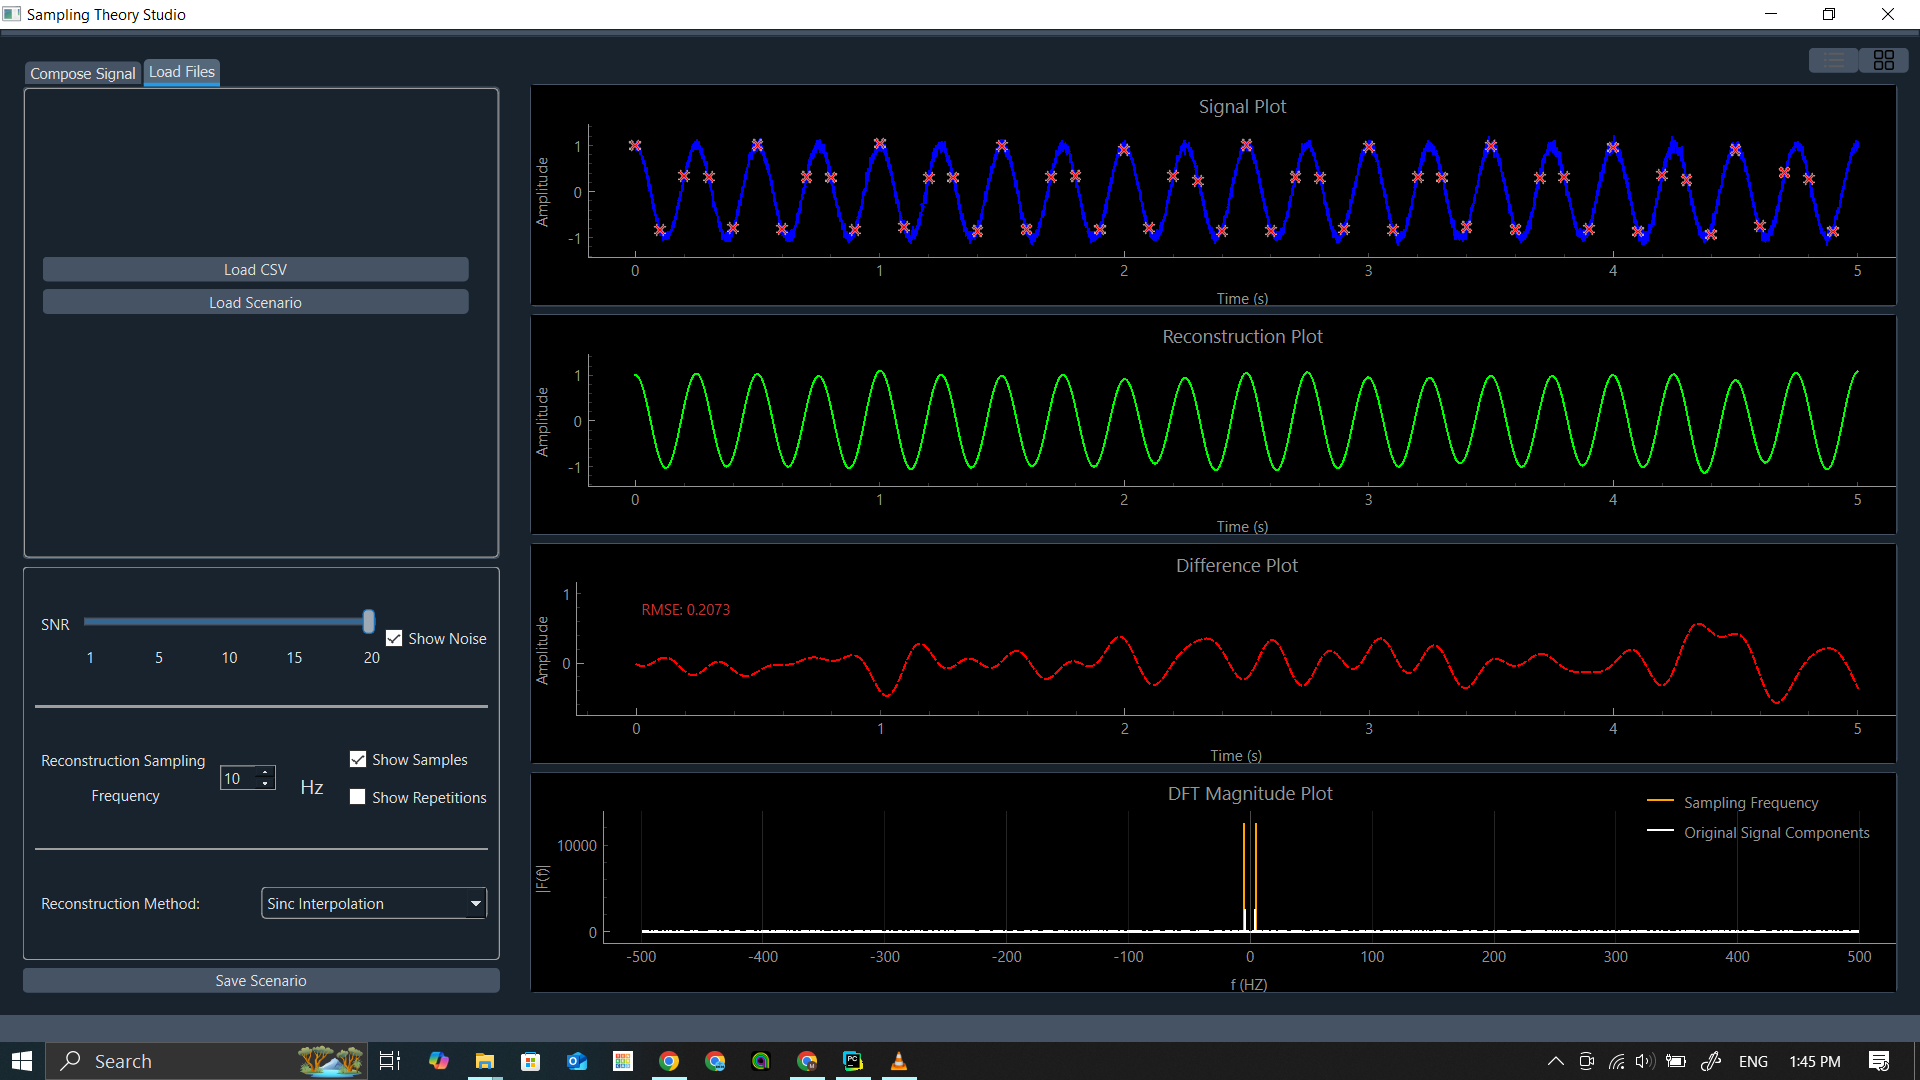 Sampling Theory Studio
Compose Signal
Load Files
Load CSV
Load Scenario
SNR
1 5 10 15 20
Show Noise
Reconstruction Sampling
Frequency
10
Hz
Show Samples
Show Repetitions
Reconstruction Method:
Sinc Interpolation
Save Scenario
Signal Plot
Amplitude
1
0
-1
0 1 2 3 4 5
Time (s)
Reconstruction Plot
Amplitude
1
0
-1
0 1 2 3 4 5
Time (s)
Difference Plot
RMSE: 0.2073
Amplitude
1
0
0 1 2 3 4 5
Time (s)
DFT Magnitude Plot
Sampling Frequency
Original Signal Components
|F(f)|
10000
0
-500 -400 -300 -200 -100 0 100 200 300 400 500
f (HZ)
Search
PC
ENG
1:45 PM